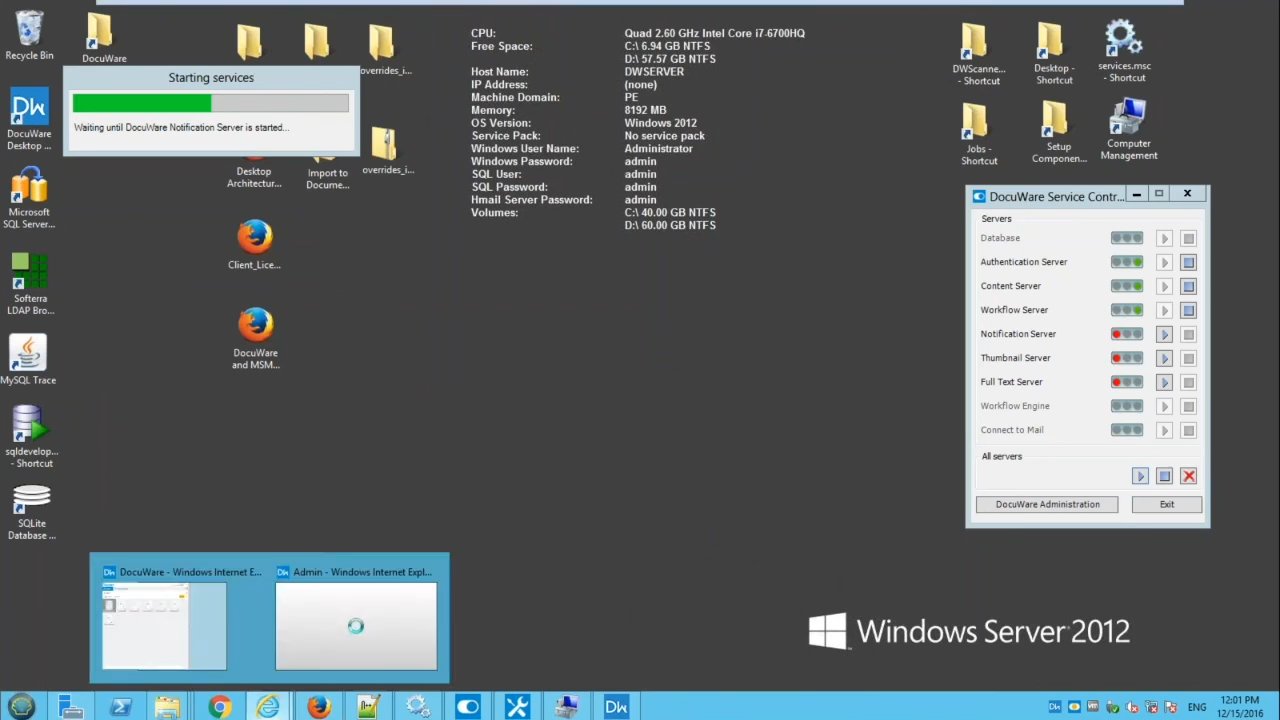 Recycle Bin
DocuWare
overrides_i...
Starting services
Waiting until DocuWare Notification Server is started...
DocuWare
Desktop ...
Desktop
Architectur...
Import to
Docume...
overrides_i...
Microsoft
SQL Server...
Client_Lice...
Softerra
LDAP Bro...
DocuWare
and MSM...
MySQL Trace
sqldevelop...
- Shortcut
SQLite
Database ...
CPU: Quad 2.60 GHz Intel Core i7-6700HQ
Free Space: C:\ 6.94 GB NTFS
D:\ 57.57 GB NTFS
Host Name: DWSERVER
IP Address: (none)
Machine Domain: PE
Memory: 8192 MB
OS Version: Windows 2012
Service Pack: No service pack
Windows User Name: Administrator
Windows Password: admin
SQL User: admin
SQL Password: admin
Hmail Server Password: admin
Volumes: C:\ 40.00 GB NTFS
D:\ 60.00 GB NTFS
DWScanne...
- Shortcut
Desktop -
Shortcut
services.msc
- Shortcut
Jobs -
Shortcut
Setup
Componen...
Computer
Management
DocuWare Service Contr...
Servers
Database
Authentication Server
Content Server
Workflow Server
Notification Server
Thumbnail Server
Full Text Server
Workflow Engine
Connect to Mail
All servers
DocuWare Administration
Exit
DocuWare - Windows Internet E...
Admin - Windows Internet Expl...
Windows Server 2012
ENG
12:01 PM
12/15/2016